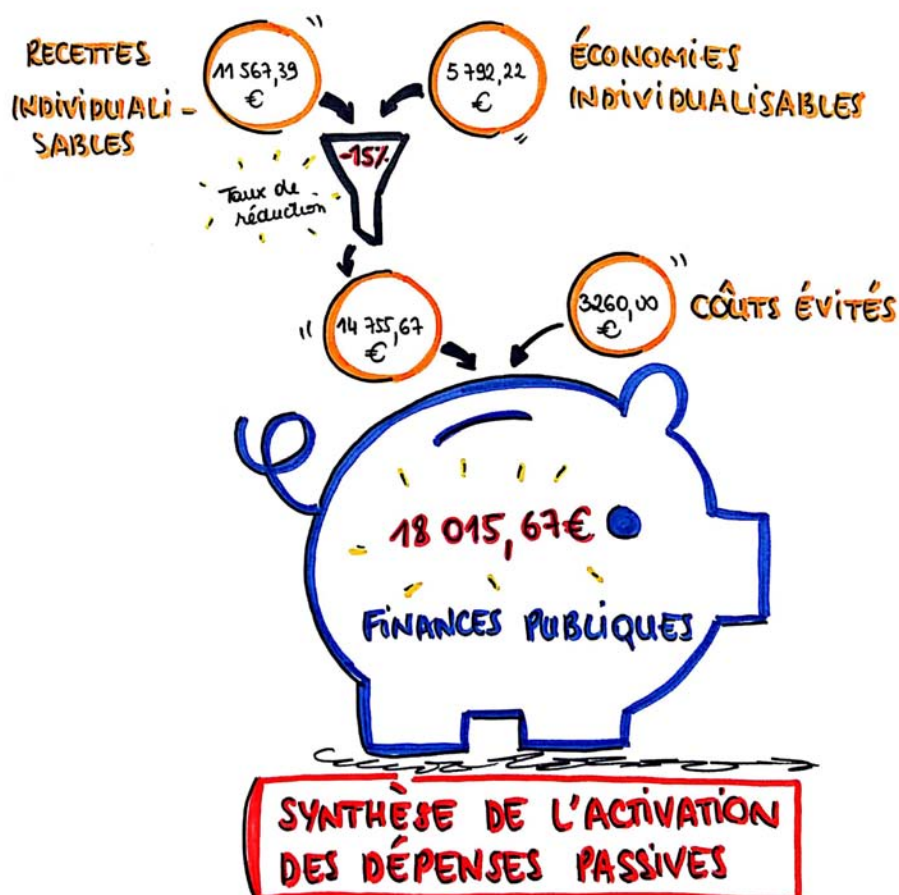 RECETTES
INDIVIDUALI-
SABLES
11 567,39
€
5 792,22
€
ÉCONOMIES
INDIVIDUALISABLES
-15%
Taux de
réduction
14 755,67
€
3260,00
€
COÛTS ÉVITÉS
18 015,67€
FINANCES PUBLIQUES
SYNTHÈSE DE L'ACTIVATION
DES DÉPENSES PASSIVES